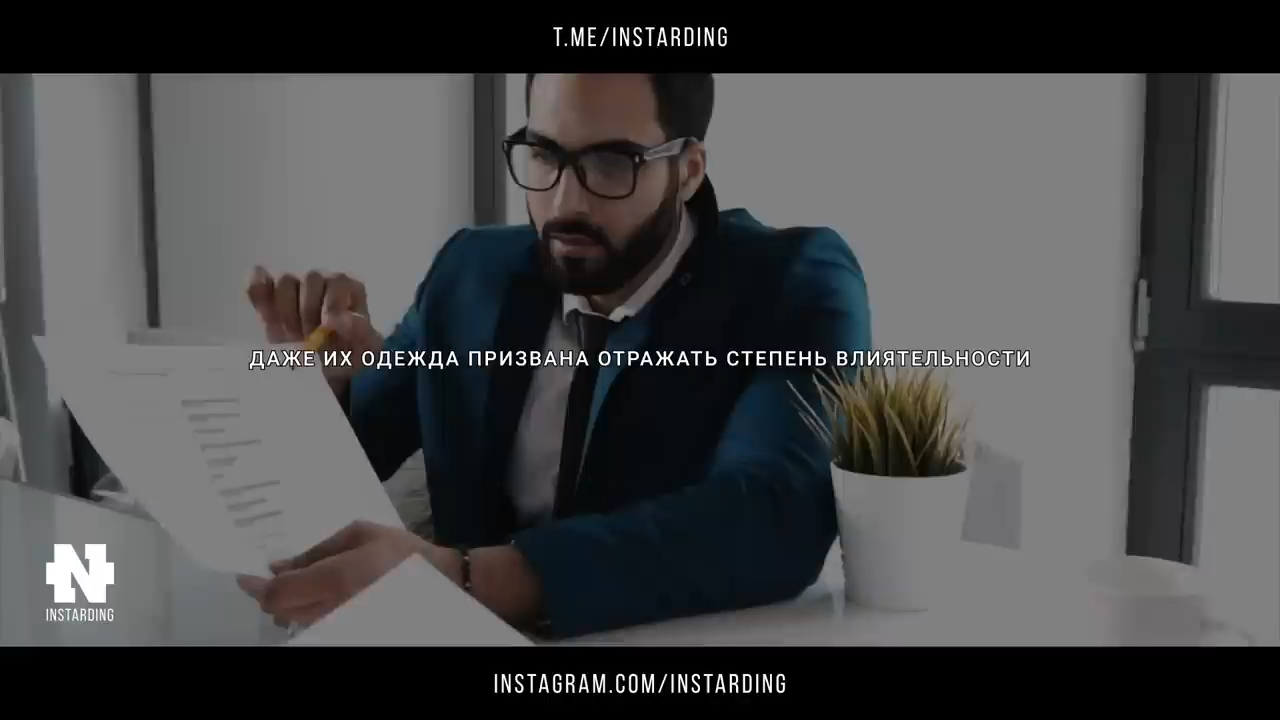 T.ME/INSTARDING
ДАЖЕ ИХ ОДЕЖДА ПРИЗВАНА ОТРАЖАТЬ СТЕПЕНЬ ВЛИЯТЕЛЬНОСТИ
N
INSTARDING
INSTAGRAM.COM/INSTARDING